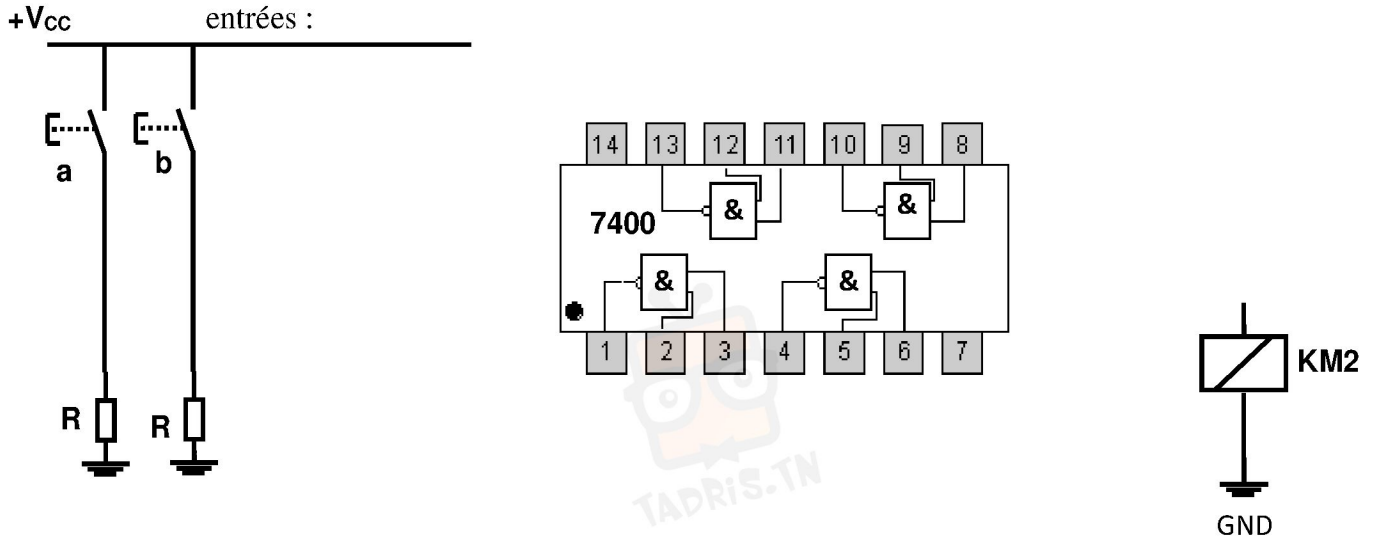 +VCC entrées :
a b
14 13 12 11 10 9 8
& &
7400
& &
1 2 3 4 5 6 7
R R
KM2
GND
TADRIS.TN